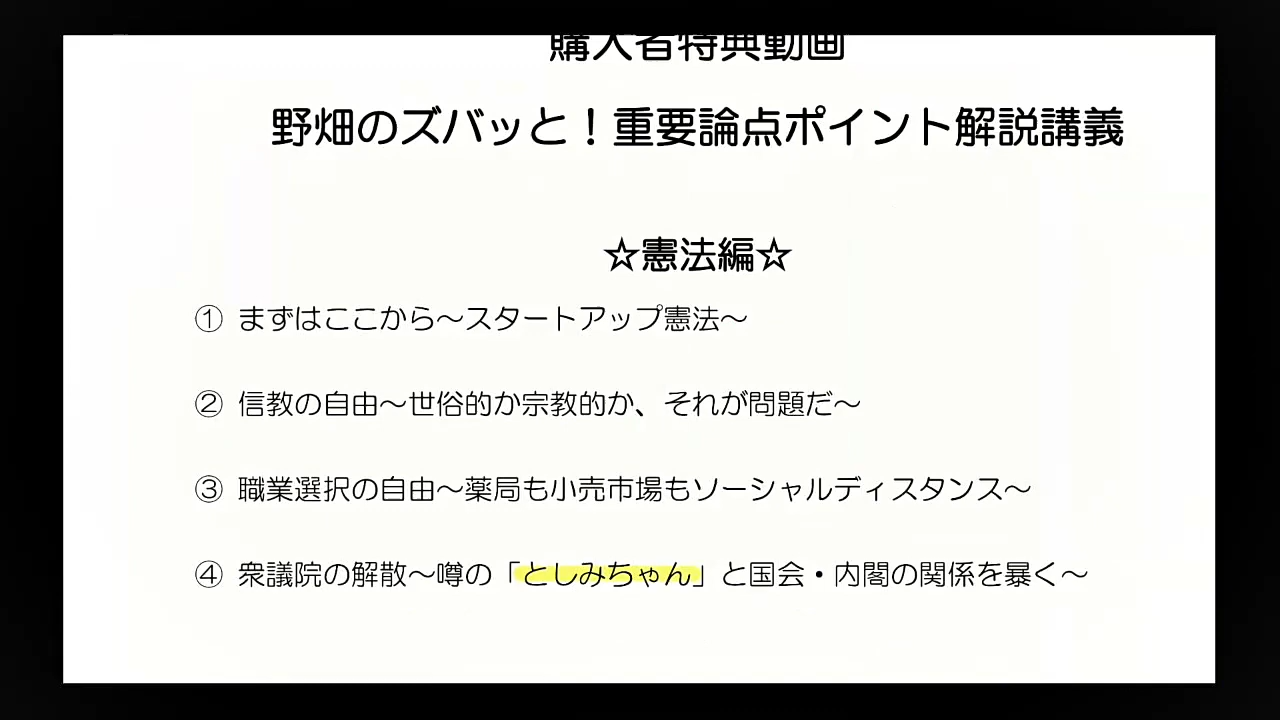 購入者特典動画
野畑のズバッと！重要論点ポイント解説講義
☆憲法編☆
① まずはここから～スタートアップ憲法～
② 信教の自由～世俗的か宗教的か、それが問題だ～
③ 職業選択の自由～薬局も小売市場もソーシャルディスタンス～
④ 衆議院の解散～噂の「としみちゃん」と国会・内閣の関係を暴く～